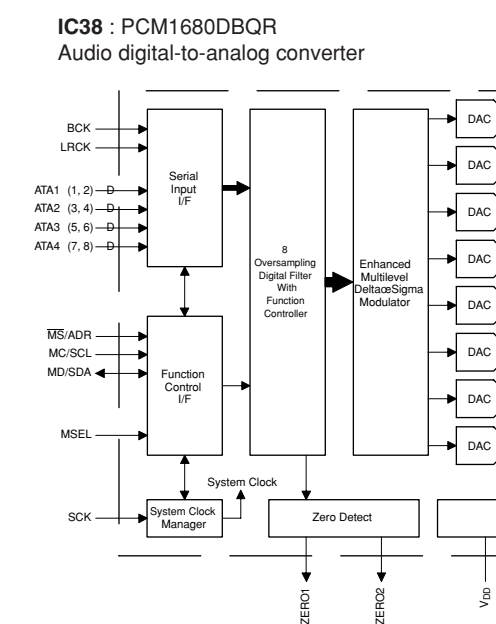 IC38 : PCM1680DBQR
Audio digital-to-analog converter
BCK
LRCK
ATA1 (1, 2) D
ATA2 (3, 4) D
ATA3 (5, 6) D
ATA4 (7, 8) D
Serial
Input
I/F
MS/ADR
MC/SCL
MD/SDA
MSEL
Function
Control
I/F
SCK
System Clock
Manager
System Clock
8
Oversampling
Digital Filter
With
Function
Controller
Enhanced
Multilevel
DeltaœSigma
Modulator
DAC
DAC
DAC
DAC
DAC
DAC
DAC
DAC
Zero Detect
ZERO1
ZERO2
VDD